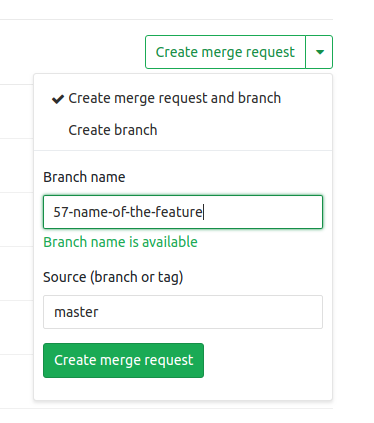 Create merge request
Create merge request and branch
Create branch
Branch name
57-name-of-the-feature
Branch name is available
Source (branch or tag)
master
Create merge request